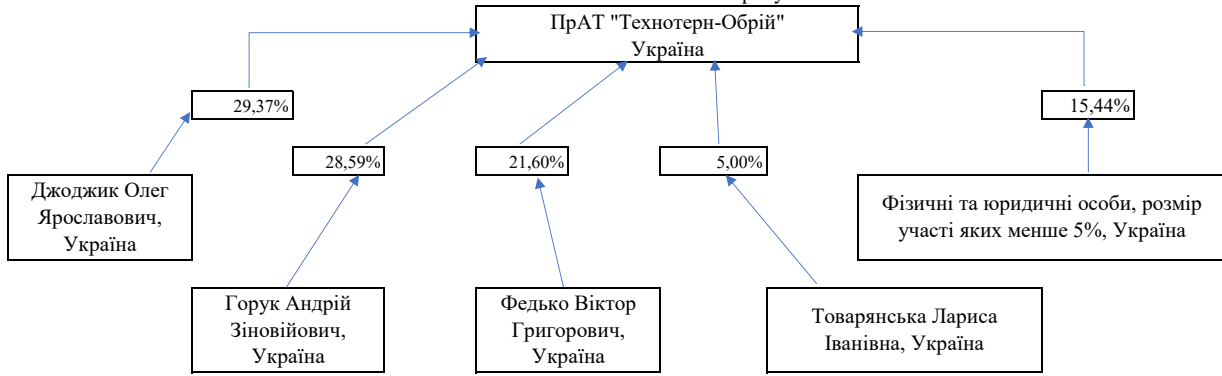 ПрАТ "Технотерн-Обрій"
Україна
29,37%
15,44%
28,59%
21,60%
5,00%
Джоджик Олег
Ярославович,
Україна
Фізичні та юридичні особи, розмір
участі яких менше 5%, Україна
Горук Андрій
Зіновійович,
Україна
Федько Віктор
Григорович,
Україна
Товарянська Лариса
Іванівна, Україна